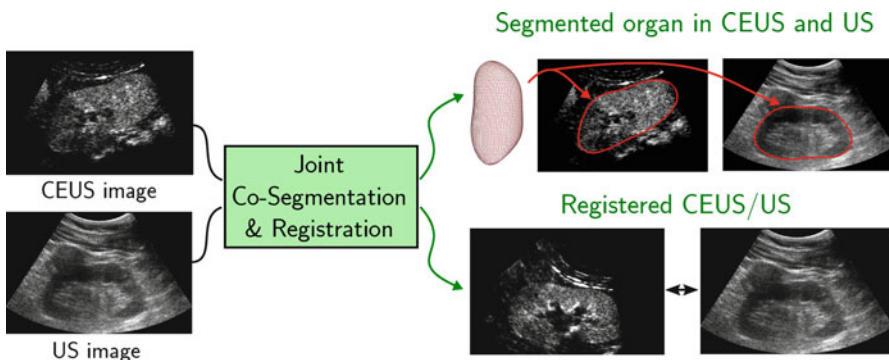 Segmented organ in CEUS and US
CEUS image
Joint
Co-Segmentation
& Registration
Registered CEUS/US
US image